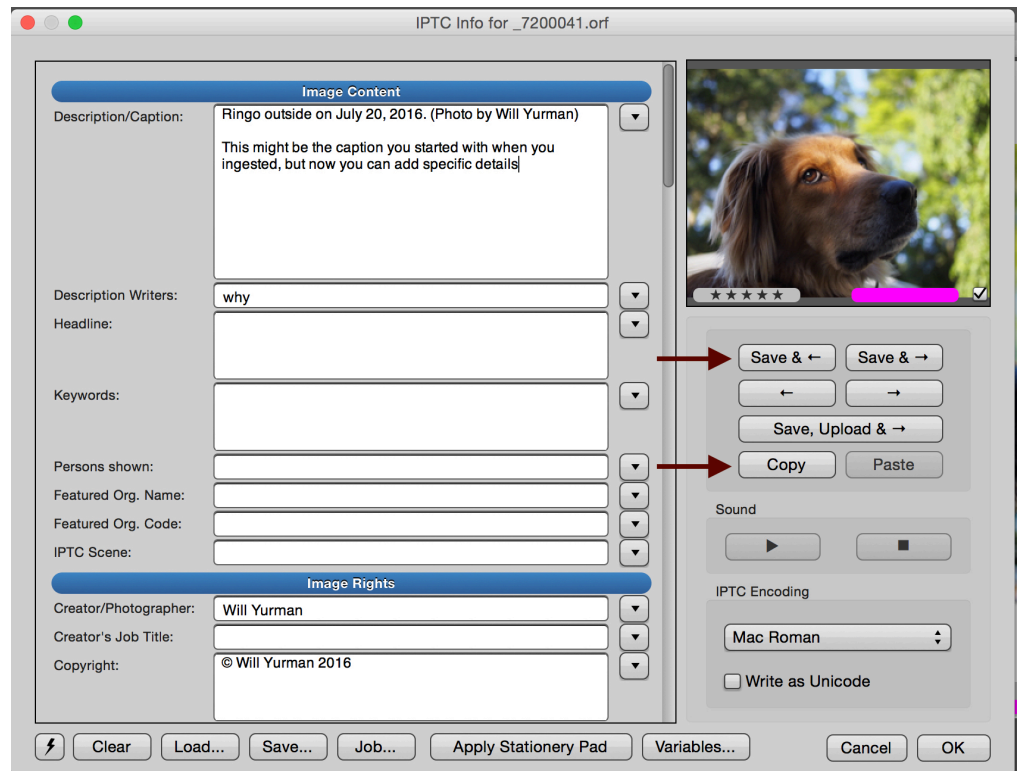 IPTC Info for _7200041.orf
Image Content
Description/Caption:
Ringo outside on July 20, 2016. (Photo by Will Yurman)
This might be the caption you started with when you
ingested, but now you can add specific details
Description Writers:
why
Headline:
Keywords:
Persons shown:
Featured Org. Name:
Featured Org. Code:
IPTC Scene:
Image Rights
Creator/Photographer:
Will Yurman
Creator's Job Title:
Copyright:
© Will Yurman 2016
Save & ← Save & →
← →
Save, Upload & →
Copy Paste
Sound
IPTC Encoding
Mac Roman
Write as Unicode
Clear Load... Save... Job... Apply Stationery Pad Variables... Cancel OK